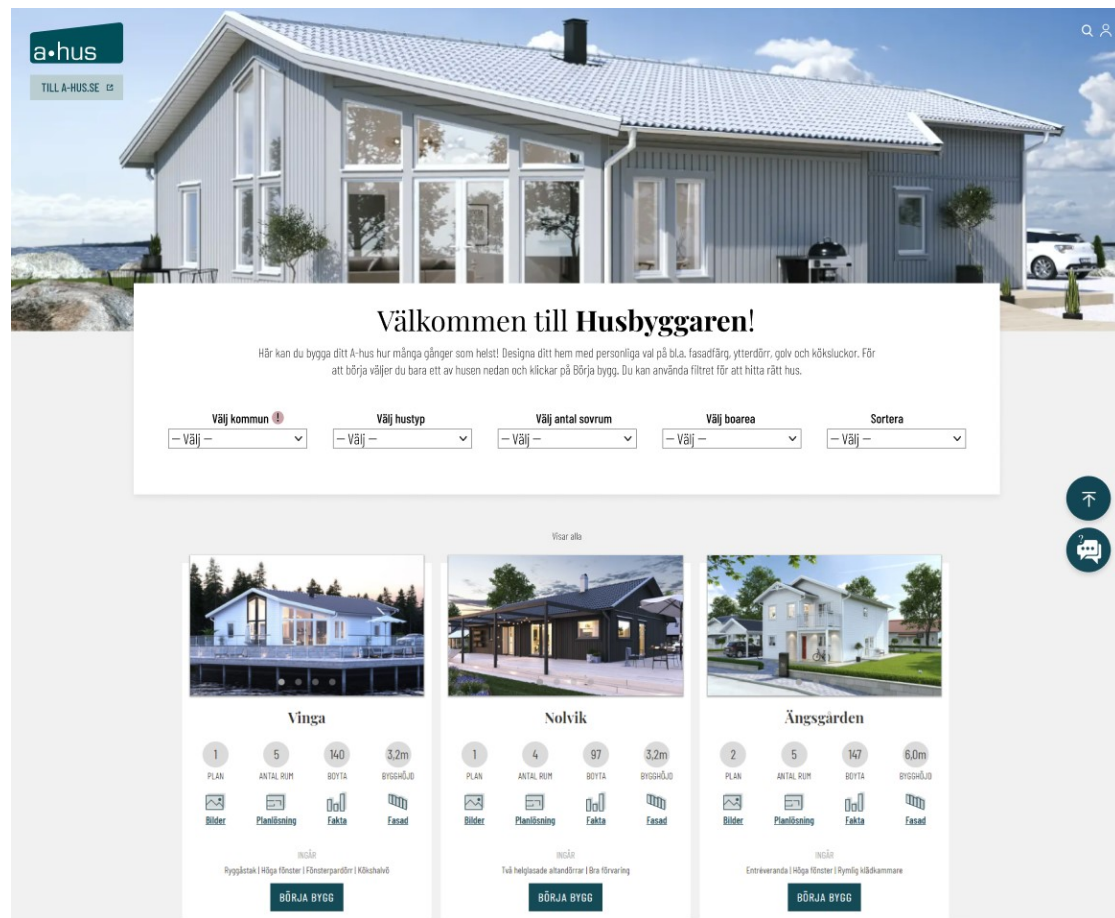 a•hus
TILL A-HUS.SE
Välkommen till Husbyggaren!
Här kan du bygga ditt A-hus hur många gånger som helst! Designa ditt hem med personliga val på bl.a. fasadfärg, ytterdörr, golv och köksluckor. För
att börja väljer du bara ett av husen nedan och klickar på Börja bygg. Du kan använda filtret för att hitta rätt hus.
Välj kommun ! Välj hustyp Välj antal sovrum Välj boarea Sortera
— Välj — — Välj — — Välj — — Välj — — Välj —
?
Visar alla
Vinga Nolvik Ängsgården
1 5 140 3,2m 1 4 97 3,2m 2 5 147 6,0m
PLAN ANTAL RUM BOYTA BYGGHÖJD PLAN ANTAL RUM BOYTA BYGGHÖJD PLAN ANTAL RUM BOYTA BYGGHÖJD
Bilder Planlösning Fakta Fasad Bilder Planlösning Fakta Fasad Bilder Planlösning Fakta Fasad
INGÅR INGÅR INGÅR
Ryggåstak | Höga fönster | Fönsterpardörr | Kökshalvö Två helglasade altandörrar | Bra förvaring Entréveranda | Höga fönster | Rymlig klädkammare
BÖRJA BYGG BÖRJA BYGG BÖRJA BYGG